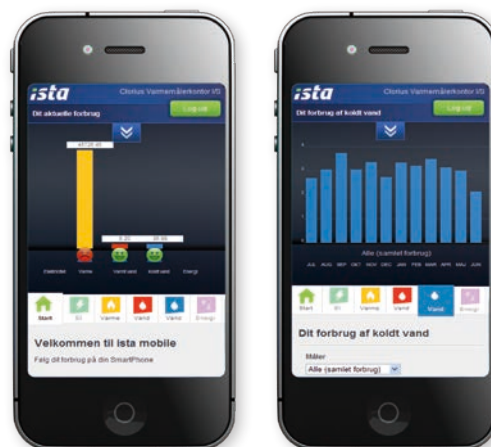 ista
Clorius Varmemålerkontor I/S
Log ud
Dit aktuelle forbrug
Elektricitet Varme Varmt vand Koldt vand Energi
Start El Varme Vand Vand Energi
Velkommen til ista mobile
Følg dit forbrug på din SmartPhone
ista
Clorius Varmemålerkontor I/S
Log ud
Dit forbrug af koldt vand
Alle (samlet forbrug)
JUL AUG SEP OKT NOV DEC JAN FEB MAR APR MAJ JUN
Start El Varme Vand Vand Energi
Dit forbrug af koldt vand
Måler
Alle (samlet forbrug)